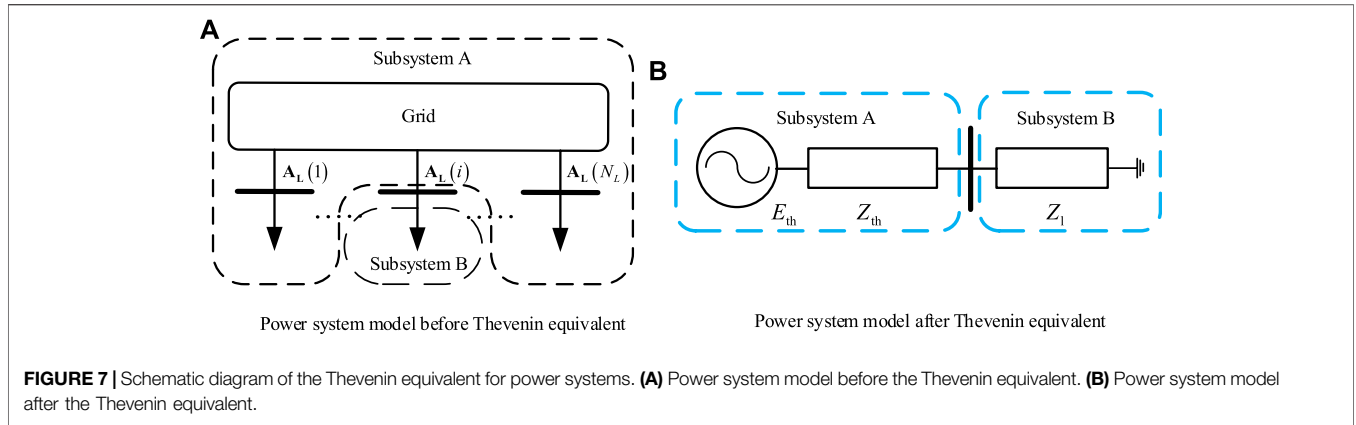 A
Subsystem A
Grid
A_L(1)
A_L(i)
A_L(N_L)
Subsystem B
Power system model before Thevenin equivalent
B
Subsystem A
Subsystem B
E_th
Z_th
Z_l
Power system model after Thevenin equivalent
FIGURE 7 | Schematic diagram of the Thevenin equivalent for power systems. (A) Power system model before the Thevenin equivalent. (B) Power system model
after the Thevenin equivalent.